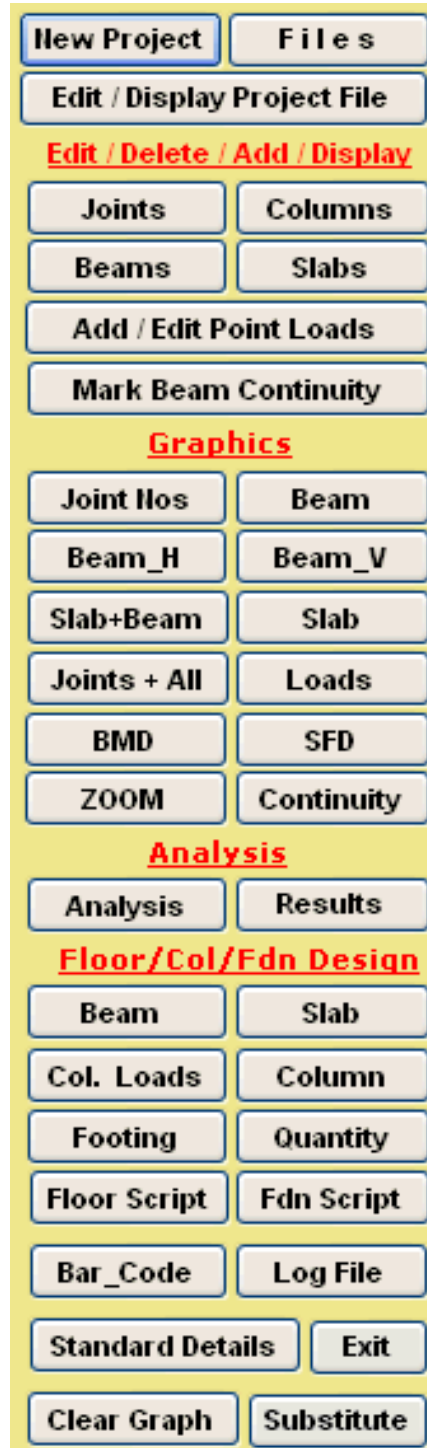 New Project Files
Edit / Display Project File
Edit / Delete / Add / Display
Joints Columns
Beams Slabs
Add / Edit Point Loads
Mark Beam Continuity
Graphics
Joint Nos Beam
Beam_H Beam_V
Slab+Beam Slab
Joints + All Loads
BMD SFD
ZOOM Continuity
Analysis
Analysis Results
Floor/Col/Fdn Design
Beam Slab
Col. Loads Column
Footing Quantity
Floor Script Fdn Script
Bar_Code Log File
Standard Details Exit
Clear Graph Substitute